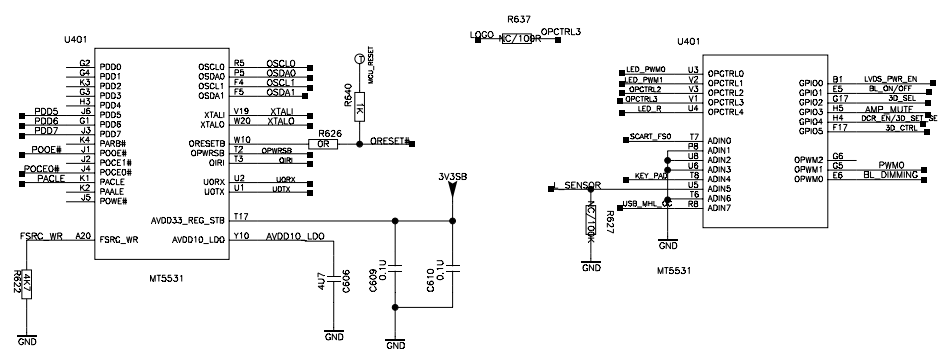 R637
LOGO NC/100R OPCTRL3
U401
G2 PDD0 OSCL0 R5 OSCL0
G4 PDD1 OSDA0 P5 OSDA0
K3 PDD2 OSCL1 F4 OSCL1
G3 PDD3 OSDA1 F5 OSDA1
H3 PDD4
PDD5 J6 PDD5 XTALI V19 XTALI
PDD6 G1 PDD6 XTALO W20 XTALO
PDD7 J3 PDD7
K4 PARB# ORESETB W10 R626 0R ORESET#
POOE# J1 POOE# OPWRSB T2 OPWRSB
J2 POCE1# OIRI T3 OIRI
POCE0# J4 POCE0#
PACLE K1 PACLE UORX U2 UORX
K2 PALE UOTX U1 UOTX
J5 POWE#
MCU_RESET
R640
1K
3V3SB
AVDD33_REG_STB T17
FSRC_WR A20 FSRC_WR AVDD10_LDO Y10 AVDD10_LDO
R622
4K7
MT5531
4U7
C606
C609
0.1U
C610
0.1U
GND
GND
GND
U401
LED_PWM0 U3 OPCTRL0
LED_PWM1 V2 OPCTRL1 GPIO0 B1 LVDS_PWR_EN
OPCTRL2 V3 OPCTRL2 GPIO1 E5 BL_ON/OFF
OPCTRL3 V1 OPCTRL3 GPIO2 G17 3D_SEL
LED_R U4 OPCTRL4 GPIO3 H5 AMP_MUTE
GPIO4 H4 DCR_EN/3D_SET_SE
GPIO5 F17 3D_CTRL
SCART_FS0 T7 ADIN0
P8 ADIN1
U8 ADIN2 OPWM2 G6
U6 ADIN3 OPWM1 G5 PWM0
KEY_PAD T8 ADIN4 OPWM0 E6 BL_DIMMING
L_SENSOR U5 ADIN5
T6 ADIN6
USB_MHL_OC R8 ADIN7
NC/100K
R627
GND
GND
MT5531